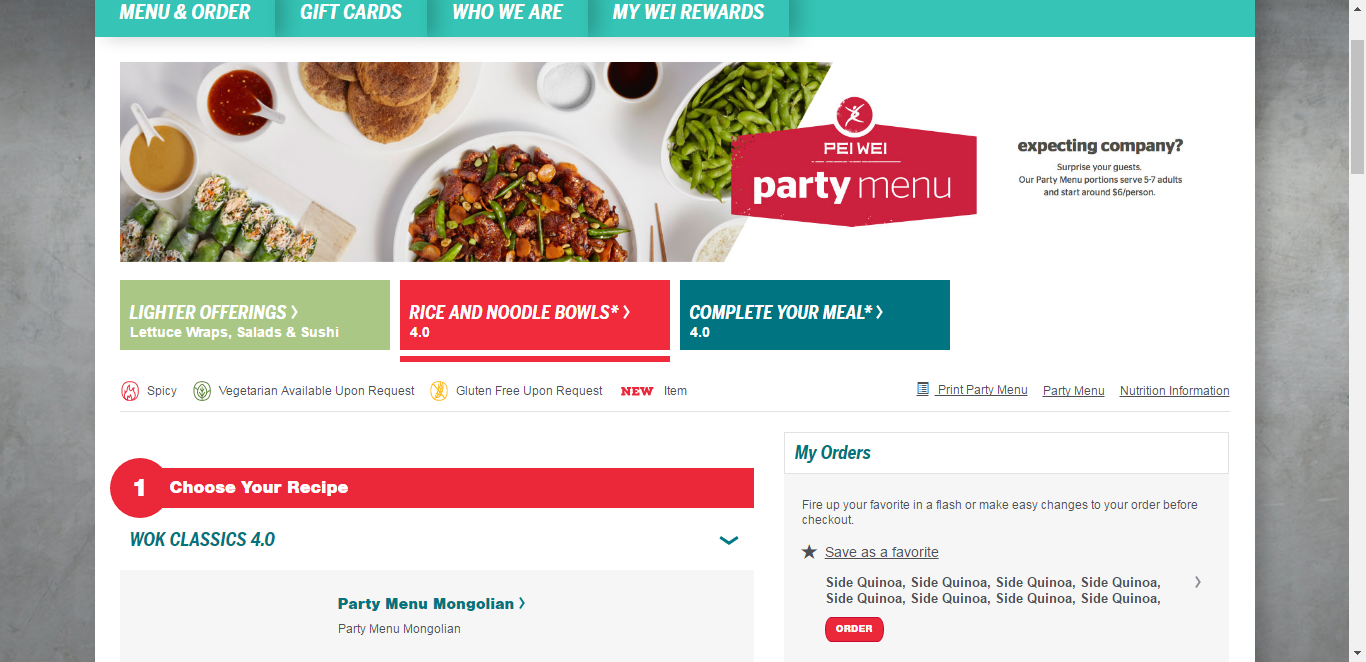 MENU & ORDER
GIFT CARDS
WHO WE ARE
MY WEI REWARDS
PEI WEI
party menu
expecting company?
Surprise your guests.
Our Party Menu portions serve 5-7 adults
and start around $6/person.
LIGHTER OFFERINGS >
Lettuce Wraps, Salads & Sushi
RICE AND NOODLE BOWLS* >
4.0
COMPLETE YOUR MEAL* >
4.0
Spicy
Vegetarian Available Upon Request
Gluten Free Upon Request
NEW Item
Print Party Menu
Party Menu
Nutrition Information
1 Choose Your Recipe
WOK CLASSICS 4.0
Party Menu Mongolian >
Party Menu Mongolian
My Orders
Fire up your favorite in a flash or make easy changes to your order before
checkout.
Save as a favorite
Side Quinoa, Side Quinoa, Side Quinoa, Side Quinoa,
Side Quinoa, Side Quinoa, Side Quinoa, Side Quinoa,
ORDER